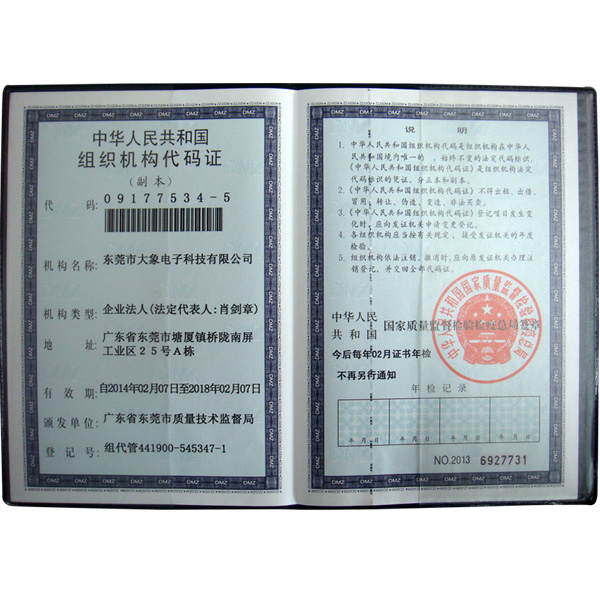 中华人民共和国
组织机构代码证
(副本)
代 码: 09177534-5
机构名称: 东莞市大象电子科技有限公司
机构类型: 企业法人(法定代表人:肖剑章)
地 址: 广东省东莞市塘厦镇桥陇南屏
工业区25号A栋
有 效 期: 自2014年02月07日至2018年02月07日
颁发单位: 广东省东莞市质量技术监督局
登 记 号: 组代管441900-545347-1
说 明
1. 中华人民共和国组织机构代码是组织机构在中华人
民共和国境内唯一的、始终不变的法定代码标识,
《中华人民共和国组织机构代码证》是组织机构法定
代码标识的凭证,分正本和副本.
2. 《中华人民共和国组织机构代码证》不得出租、出借、
冒用、转让、伪造、变造、非法买卖.
3. 《中华人民共和国组织机构代码证》登记项目发生变
化时,应向发证机关申请变更登记.
4. 各组织机构应当按有关规定,接受发证机关的年度
检验.
5. 组织机构依法注销、撤消时,应向原发证机关办理注
销登记,并交回全部代码证.
中华人民
共和国
国家质量监督检验检疫总局签章
今后每年02月证书年检
不再另行通知
年检记录
年 月 日 年 月 日 年 月 日 年 月 日
NO.2013 6927731